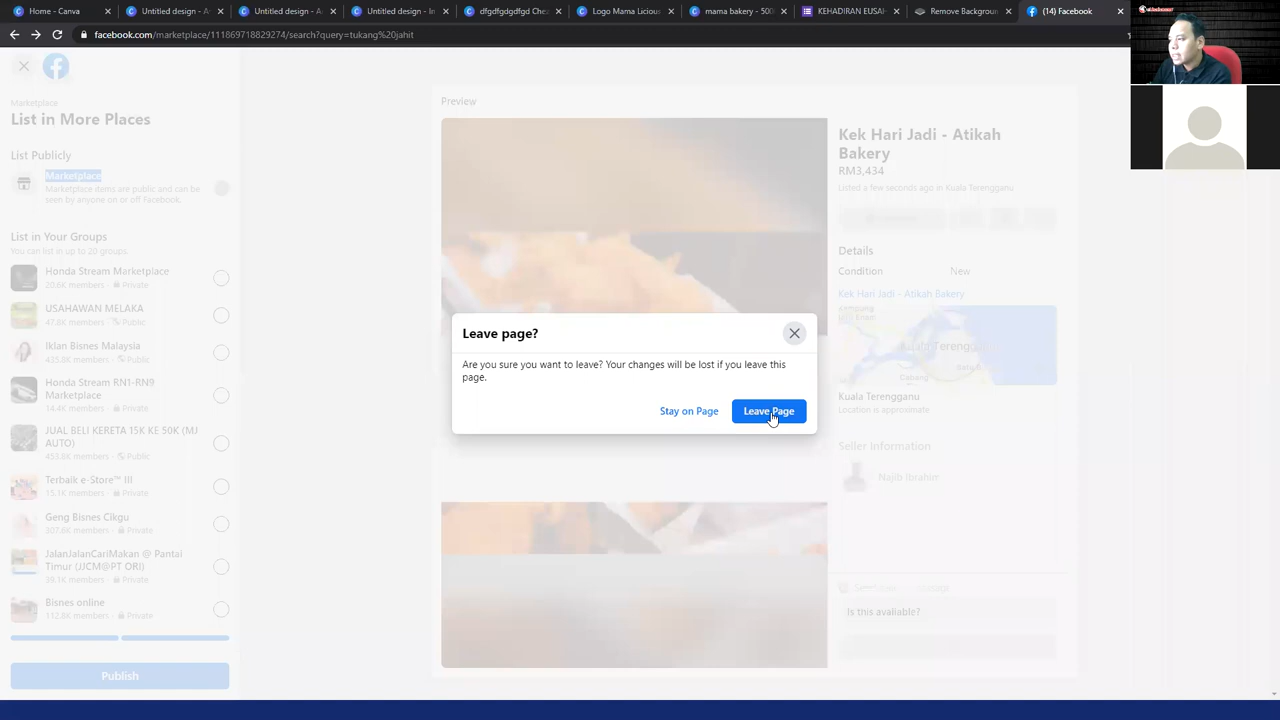 Home - Canva
Untitled design - A
Untitled design - A
Untitled design - In
Logo Mama Leious
mama bakery - 500
KEHADIRAN EUSAH
Remove Background
(14) Facebook
facebook.com/marketplace/111869718829274/search?query=tukang%20jahit
Marketplace
List in More Places
List Publicly
Marketplace
Marketplace items are public and can be
seen by anyone on or off Facebook.
List in Your Groups
You can list in up to 20 groups.
Honda Stream Marketplace
20.6K members · Private
USAHAWAN MELAKA
47.8K members · Public
Iklan Bisnes Malaysia
435.0K members · Public
Honda Stream RN1-RN9
Marketplace
14.4K members · Private
JUAL BELI KERETA 15K KE 50K (MJ
AUTO)
453.8K members · Public
Terbaik e-Store™ III
15.1K members · Private
Geng Bisnes Cikgu
307.6K members · Private
JalanJalanCariMakan @ Pantai
Timur (JJCM@PT ORI)
39.1K members · Private
Bisnes online
112.8K members · Private
Publish
Preview
Leave page?
Are you sure you want to leave? Your changes will be lost if you leave this
page.
Stay on Page
Leave Page
Kek Hari Jadi - Atikah
Bakery
RM3,434
Listed a few seconds ago in Kuala Terengganu
Details
Condition
New
Kek Hari Jadi - Atikah Bakery
Kuala Terengganu
Kuala Terengganu
Location is approximate
Seller Information
Najib Ibrahim
Is this available?